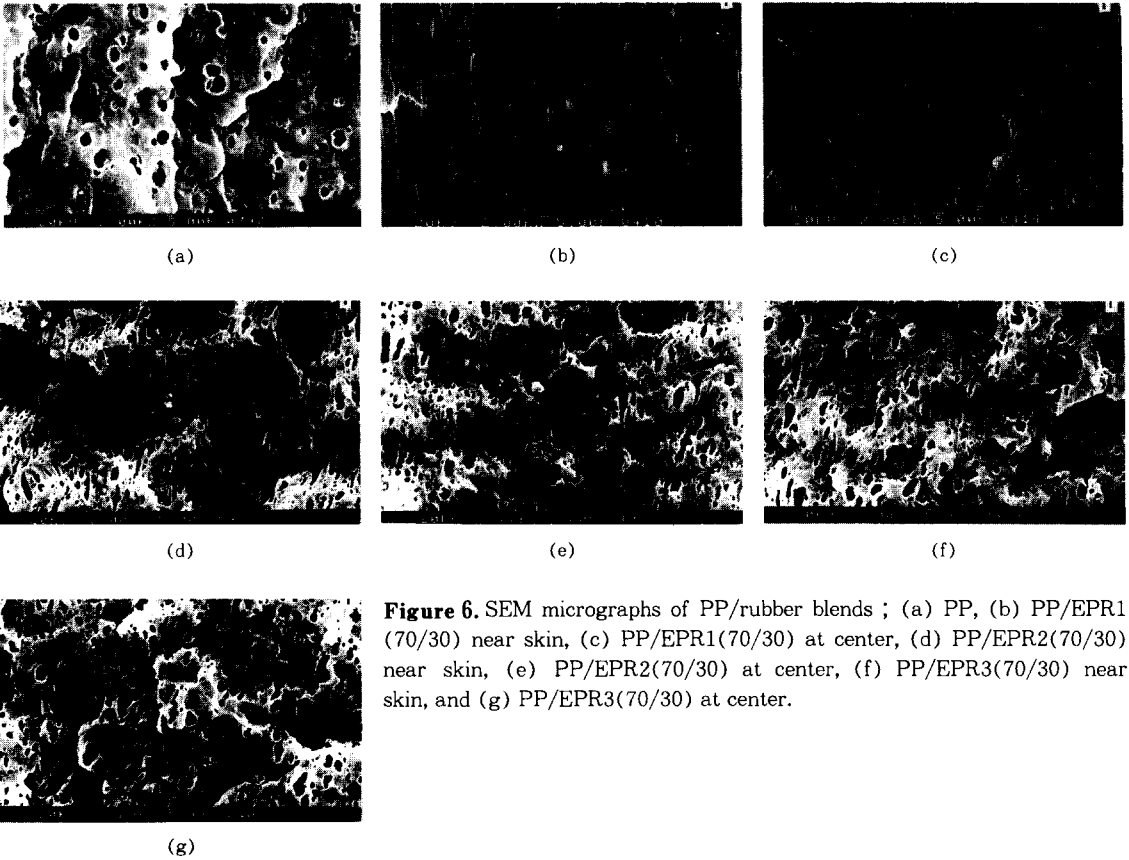 (a)
(b)
(c)
(d)
(e)
(f)
(g)
Figure 6. SEM micrographs of PP/rubber blends ; (a) PP, (b) PP/EPR1
(70/30) near skin, (c) PP/EPR1(70/30) at center, (d) PP/EPR2(70/30)
near skin, (e) PP/EPR2(70/30) at center, (f) PP/EPR3(70/30) near
skin, and (g) PP/EPR3(70/30) at center.